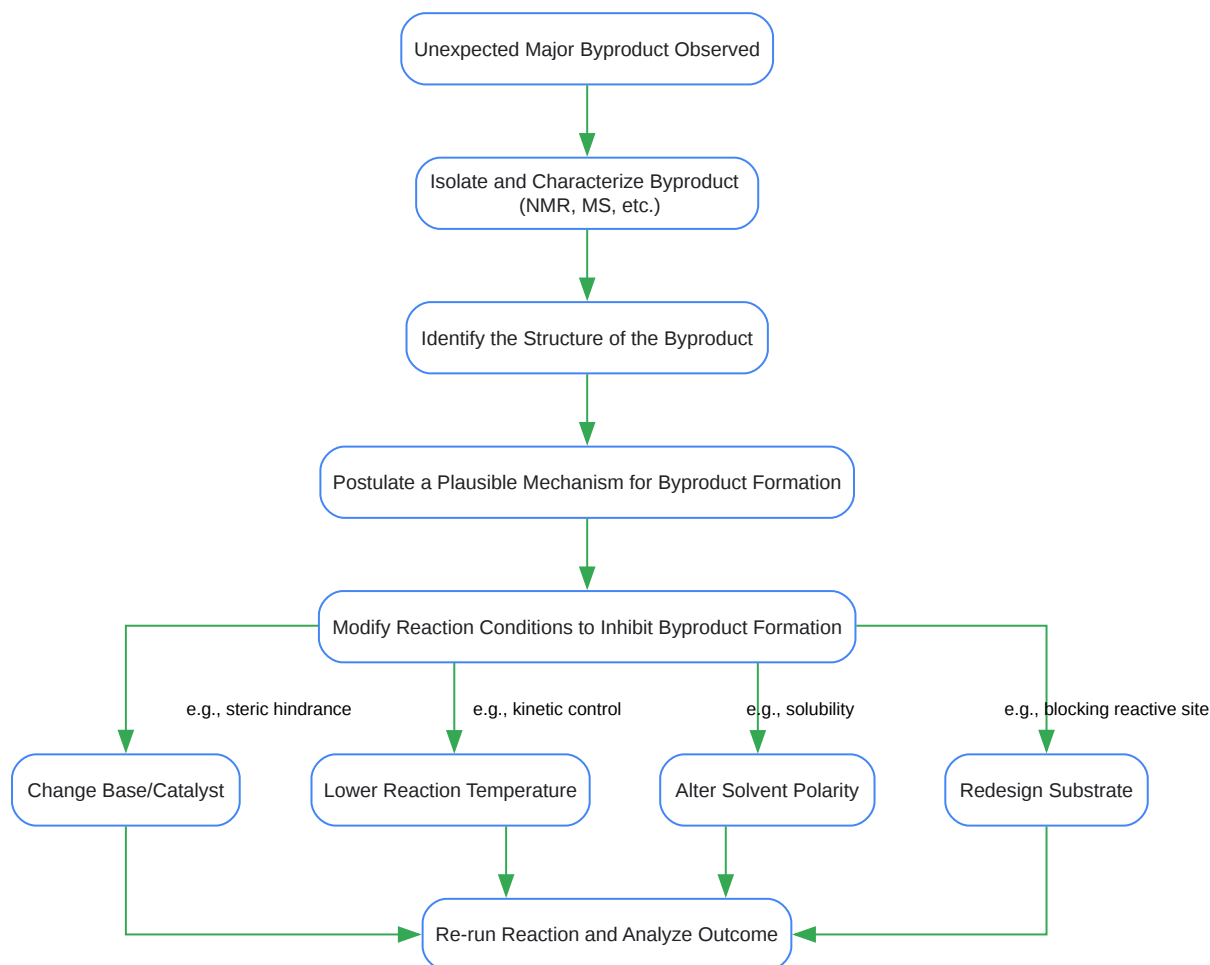 Unexpected Major Byproduct Observed
Isolate and Characterize Byproduct
(NMR, MS, etc.)
Identify the Structure of the Byproduct
Postulate a Plausible Mechanism for Byproduct Formation
Modify Reaction Conditions to Inhibit Byproduct Formation
e.g., steric hindrance
e.g., kinetic control
e.g., solubility
e.g., blocking reactive site
Change Base/Catalyst
Lower Reaction Temperature
Alter Solvent Polarity
Redesign Substrate
Re-run Reaction and Analyze Outcome